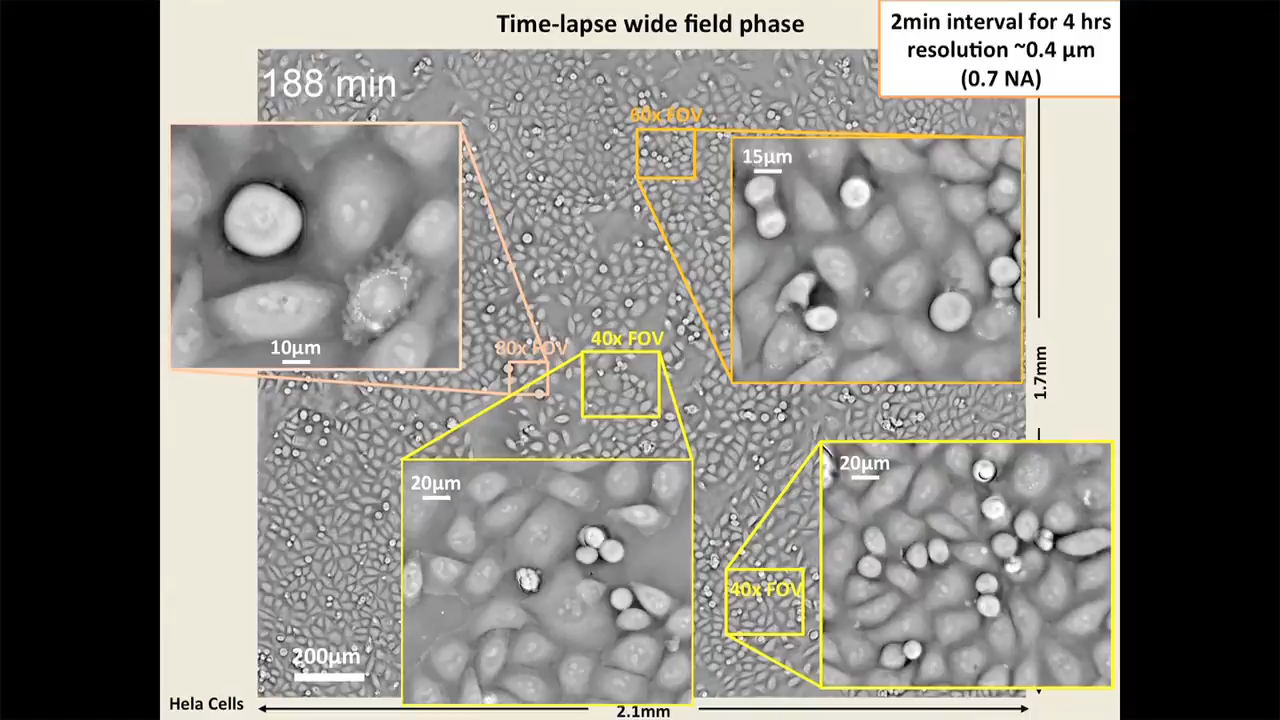 Time-lapse wide field phase
2min interval for 4 hrs
resolution ~0.4 µm
(0.7 NA)
188 min
60x FOV
15µm
10µm
80x FOV
40x FOV
1.7mm
20µm
20µm
40x FOV
200µm
Hela Cells
2.1mm